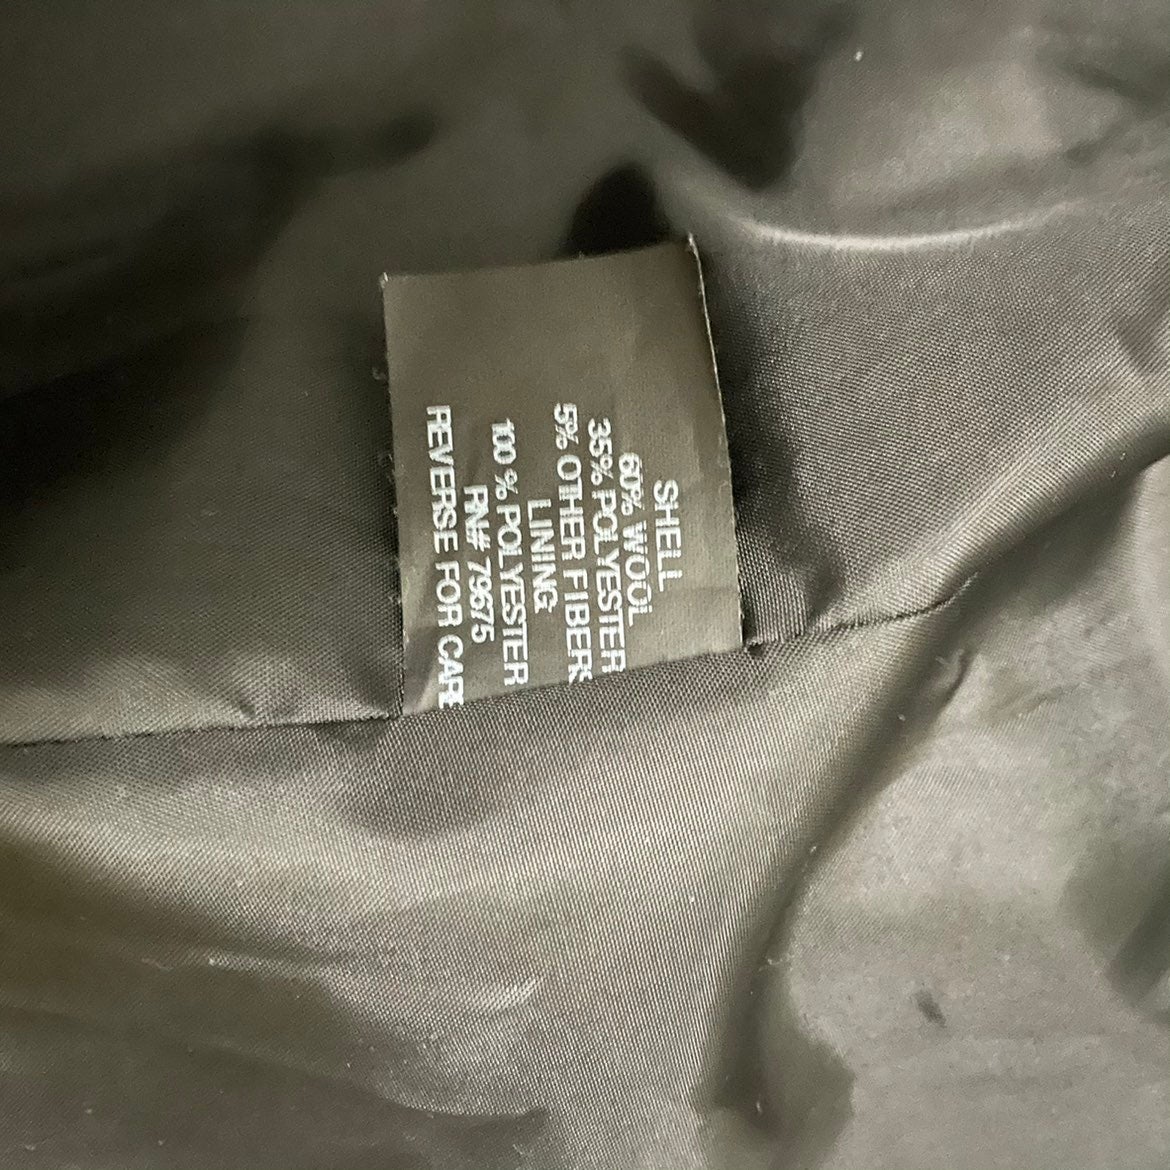 SHELL
60% WOOL
35% POLYESTER
5% OTHER FIBERS
LINING
100 % POLYESTER
RN# 79675
REVERSE FOR CARE